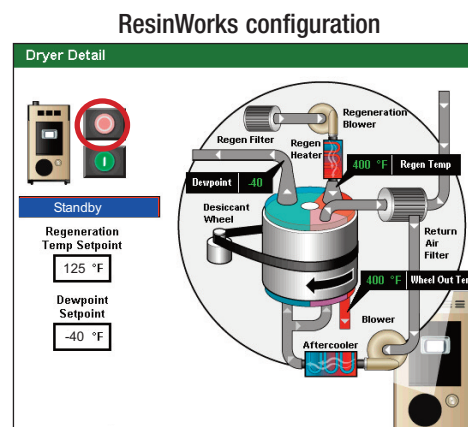 ResinWorks configuration
Dryer Detail
Regeneration
Blower
Regen Filter
Regen
Heater
400 °F Regen Temp
Dewpoint -40
Standby
Desiccant
Wheel
Regeneration
Temp Setpoint
125 °F
Return
Air
Filter
400 °F Wheel Out Tem
Dewpoint
Setpoint
-40 °F
Blower
Aftercooler